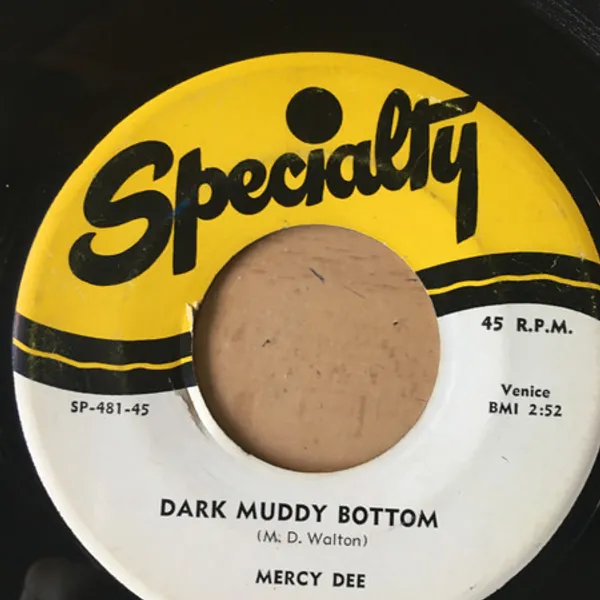 Specialty
45 R.P.M.
SP-481-45
Venice
BMI 2:52
DARK MUDDY BOTTOM
(M. D. Walton)
MERCY DEE